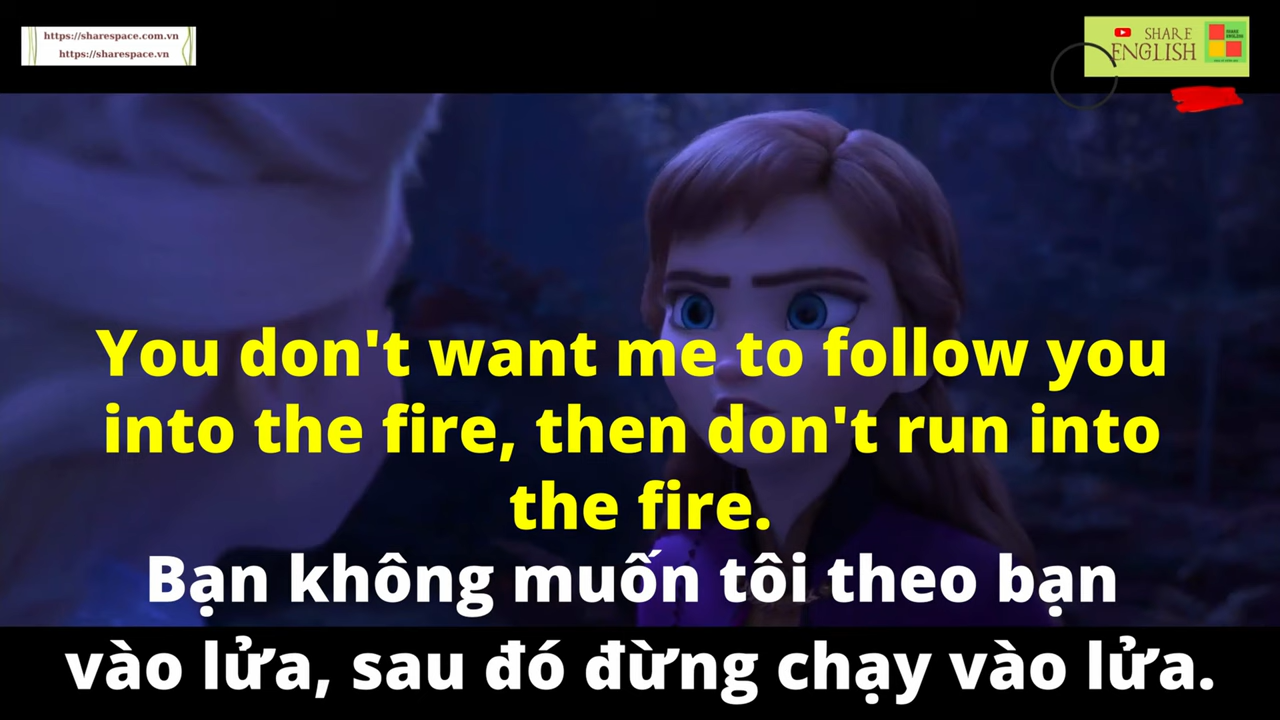 https://sharespace.com.vn
https://sharespace.vn
SHARE
ENGLISH
SHARE
ENGLISH
You don't want me to follow you
into the fire, then don't run into
the fire.
Bạn không muốn tôi theo bạn
vào lửa, sau đó đừng chạy vào lửa.